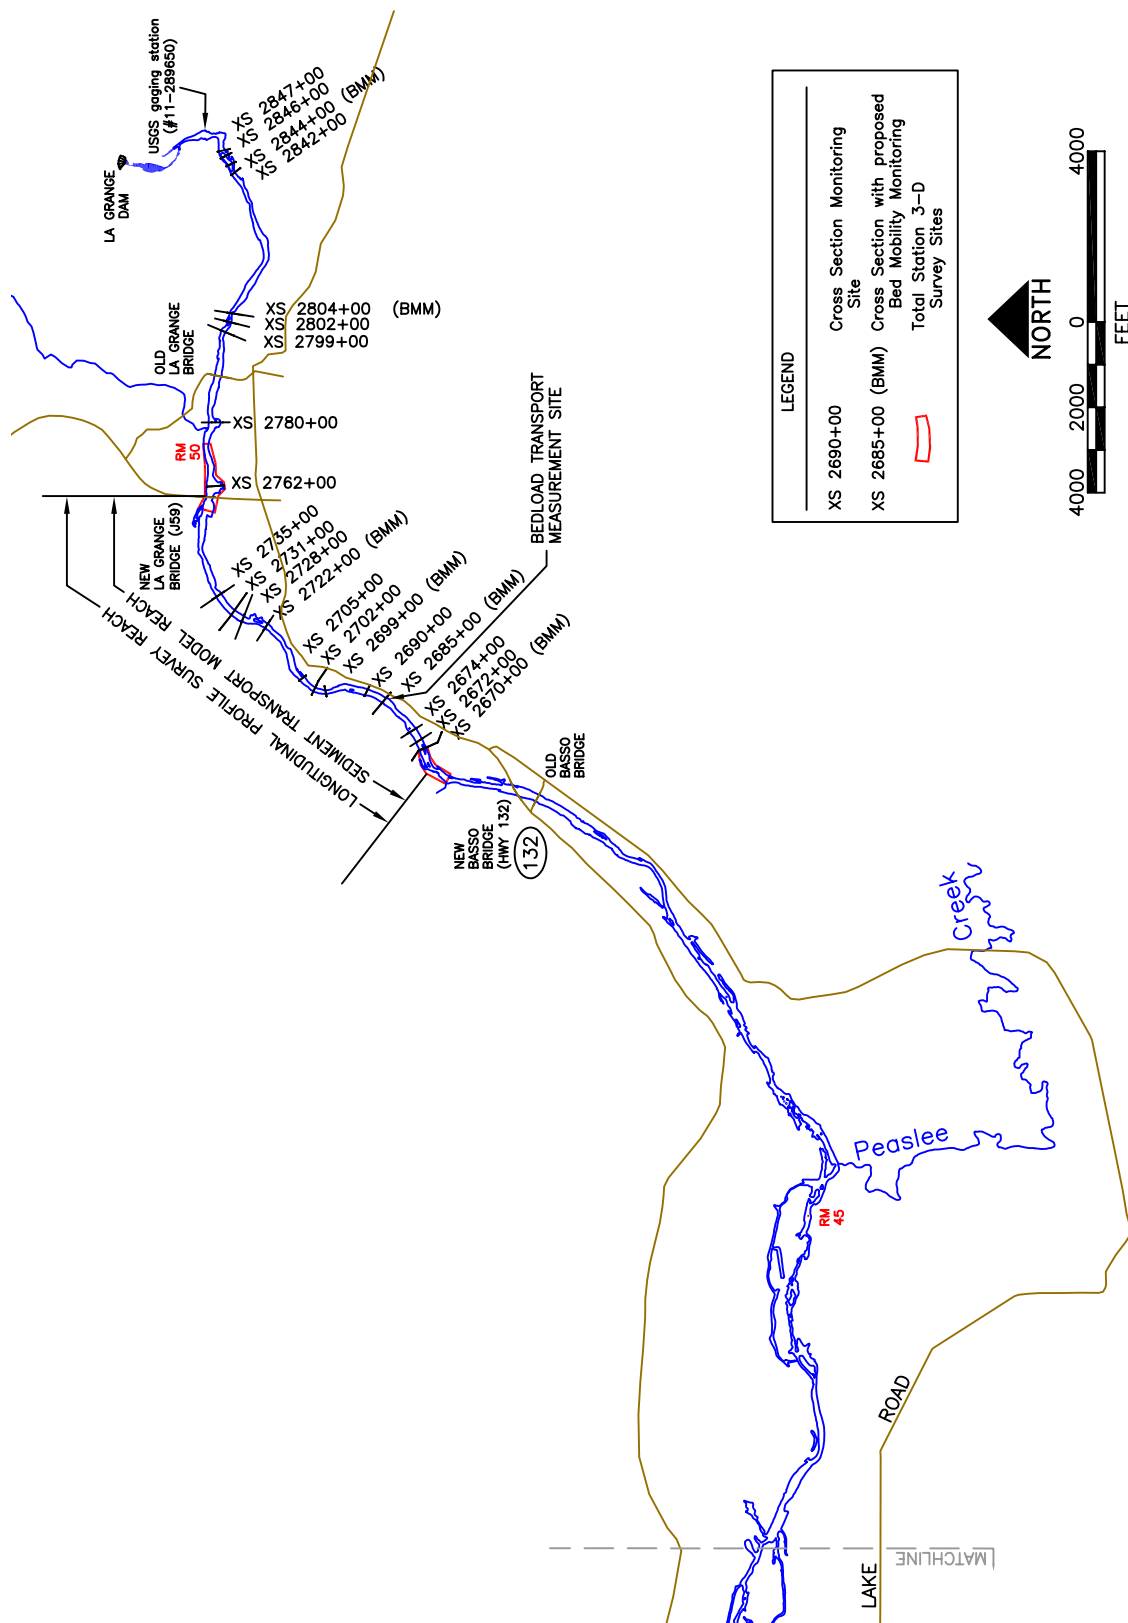 USGS gaging station
(#11-289650)
LA GRANGE
DAM
XS 2847+00
XS 2846+00
XS 2844+00 (BMM)
XS 2842+00
OLD
LA GRANGE
BRIDGE
XS 2804+00 (BMM)
XS 2802+00
XS 2799+00
XS 2780+00
RM
50
XS 2762+00
NEW
LA GRANGE
BRIDGE (J59)
XS 2735+00
XS 2731+00
XS 2728+00
XS 2722+00 (BMM)
XS 2705+00
XS 2702+00
XS 2699+00 (BMM)
XS 2690+00
XS 2685+00 (BMM)
XS 2674+00
XS 2672+00
XS 2670+00 (BMM)
BEDLOAD TRANSPORT
MEASUREMENT SITE
LONGITUDINAL PROFILE SURVEY REACH
SEDIMENT TRANSPORT MODEL REACH
OLD
BASSO
BRIDGE
NEW
BASSO
BRIDGE
(HWY 132)
132
Peaslee
Creek
RM
45
LAKE
ROAD
MATCHLINE
LEGEND
XS 2690+00 Cross Section Monitoring
Site
XS 2685+00 (BMM) Cross Section with proposed
Bed Mobility Monitoring
Total Station 3-D
Survey Sites
NORTH
4000 2000 0 4000
FEET